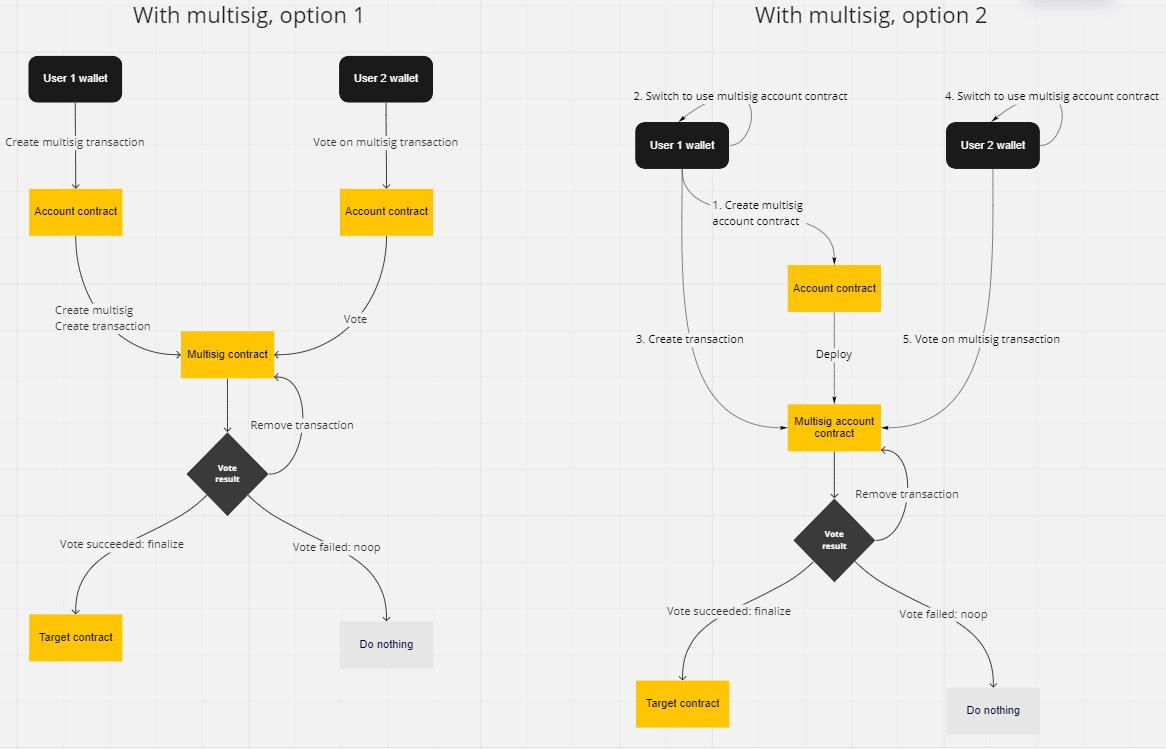 With multisig, option 1
User 1 wallet
User 2 wallet
Create multisig transaction
Vote on multisig transaction
Account contract
Account contract
Create multisig
Create transaction
Vote
Multisig contract
Remove transaction
Vote
result
Vote succeeded: finalize
Vote failed: noop
Target contract
Do nothing
With multisig, option 2
2. Switch to use multisig account contract
4. Switch to use multisig account contract
User 1 wallet
User 2 wallet
1. Create multisig
account contract
Account contract
3. Create transaction
Deploy
5. Vote on multisig transaction
Multisig account
contract
Remove transaction
Vote
result
Vote succeeded: finalize
Vote failed: noop
Target contract
Do nothing